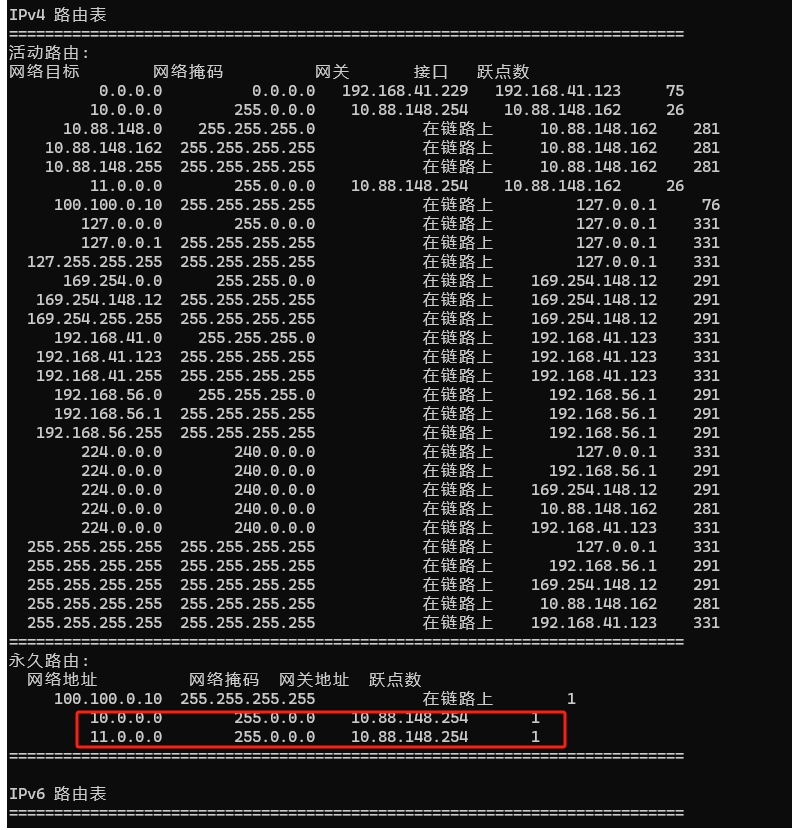 IPv4 路由表
===========================================================================
活动路由:
网络目标 网络掩码 网关 接口 跃点数
0.0.0.0 0.0.0.0 192.168.41.229 192.168.41.123 75
10.0.0.0 255.0.0.0 10.88.148.254 10.88.148.162 26
10.88.148.0 255.255.255.0 在链路上 10.88.148.162 281
10.88.148.162 255.255.255.255 在链路上 10.88.148.162 281
10.88.148.255 255.255.255.255 在链路上 10.88.148.162 281
11.0.0.0 255.0.0.0 10.88.148.254 10.88.148.162 26
100.100.0.10 255.255.255.255 在链路上 127.0.0.1 76
127.0.0.0 255.0.0.0 在链路上 127.0.0.1 331
127.0.0.1 255.255.255.255 在链路上 127.0.0.1 331
127.255.255.255 255.255.255.255 在链路上 127.0.0.1 331
169.254.0.0 255.255.0.0 在链路上 169.254.148.12 291
169.254.148.12 255.255.255.255 在链路上 169.254.148.12 291
169.254.255.255 255.255.255.255 在链路上 169.254.148.12 291
192.168.41.0 255.255.255.0 在链路上 192.168.41.123 331
192.168.41.123 255.255.255.255 在链路上 192.168.41.123 331
192.168.41.255 255.255.255.255 在链路上 192.168.41.123 331
192.168.56.0 255.255.255.0 在链路上 192.168.56.1 291
192.168.56.1 255.255.255.255 在链路上 192.168.56.1 291
192.168.56.255 255.255.255.255 在链路上 192.168.56.1 291
224.0.0.0 240.0.0.0 在链路上 127.0.0.1 331
224.0.0.0 240.0.0.0 在链路上 192.168.56.1 291
224.0.0.0 240.0.0.0 在链路上 169.254.148.12 291
224.0.0.0 240.0.0.0 在链路上 10.88.148.162 281
224.0.0.0 240.0.0.0 在链路上 192.168.41.123 331
255.255.255.255 255.255.255.255 在链路上 127.0.0.1 331
255.255.255.255 255.255.255.255 在链路上 192.168.56.1 291
255.255.255.255 255.255.255.255 在链路上 169.254.148.12 291
255.255.255.255 255.255.255.255 在链路上 10.88.148.162 281
255.255.255.255 255.255.255.255 在链路上 192.168.41.123 331
===========================================================================
永久路由:
网络地址 网络掩码 网关地址 跃点数
100.100.0.10 255.255.255.255 在链路上 1
10.0.0.0 255.0.0.0 10.88.148.254 1
11.0.0.0 255.0.0.0 10.88.148.254 1
===========================================================================
IPv6 路由表
===========================================================================